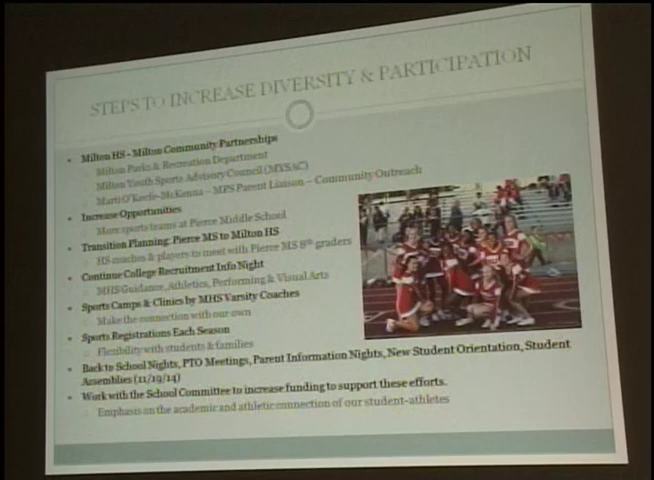 STEPS TO INCREASE DIVERSITY & PARTICIPATION
Milton HS - Milton Community Partnerships
Milton Parks & Recreation Department
Milton Youth Sports Advisory Council (MYSAC)
Marti O'Keefe-McKenna - MPS Parent Liaison - Community Outreach
Increase Opportunities
More sports teams at Pierce Middle School
Transition Planning: Pierce MS to Milton HS
HS coaches & players to meet with Pierce MS 8th graders
Continue College Recruitment Info Night
MHS Guidance, Athletics, Performing & Visual Arts
Sports Camps & Clinics by MHS Varsity Coaches
Make the connection with our own
Sports Registrations Each Season
Flexibility with students & families
Back to School Nights, PTO Meetings, Parent Information Nights, New Student Orientation, Student
Assemblies (11/19/14)
Work with the School Committee to increase funding to support these efforts.
Emphasis on the academic and athletic connection of our student-athletes